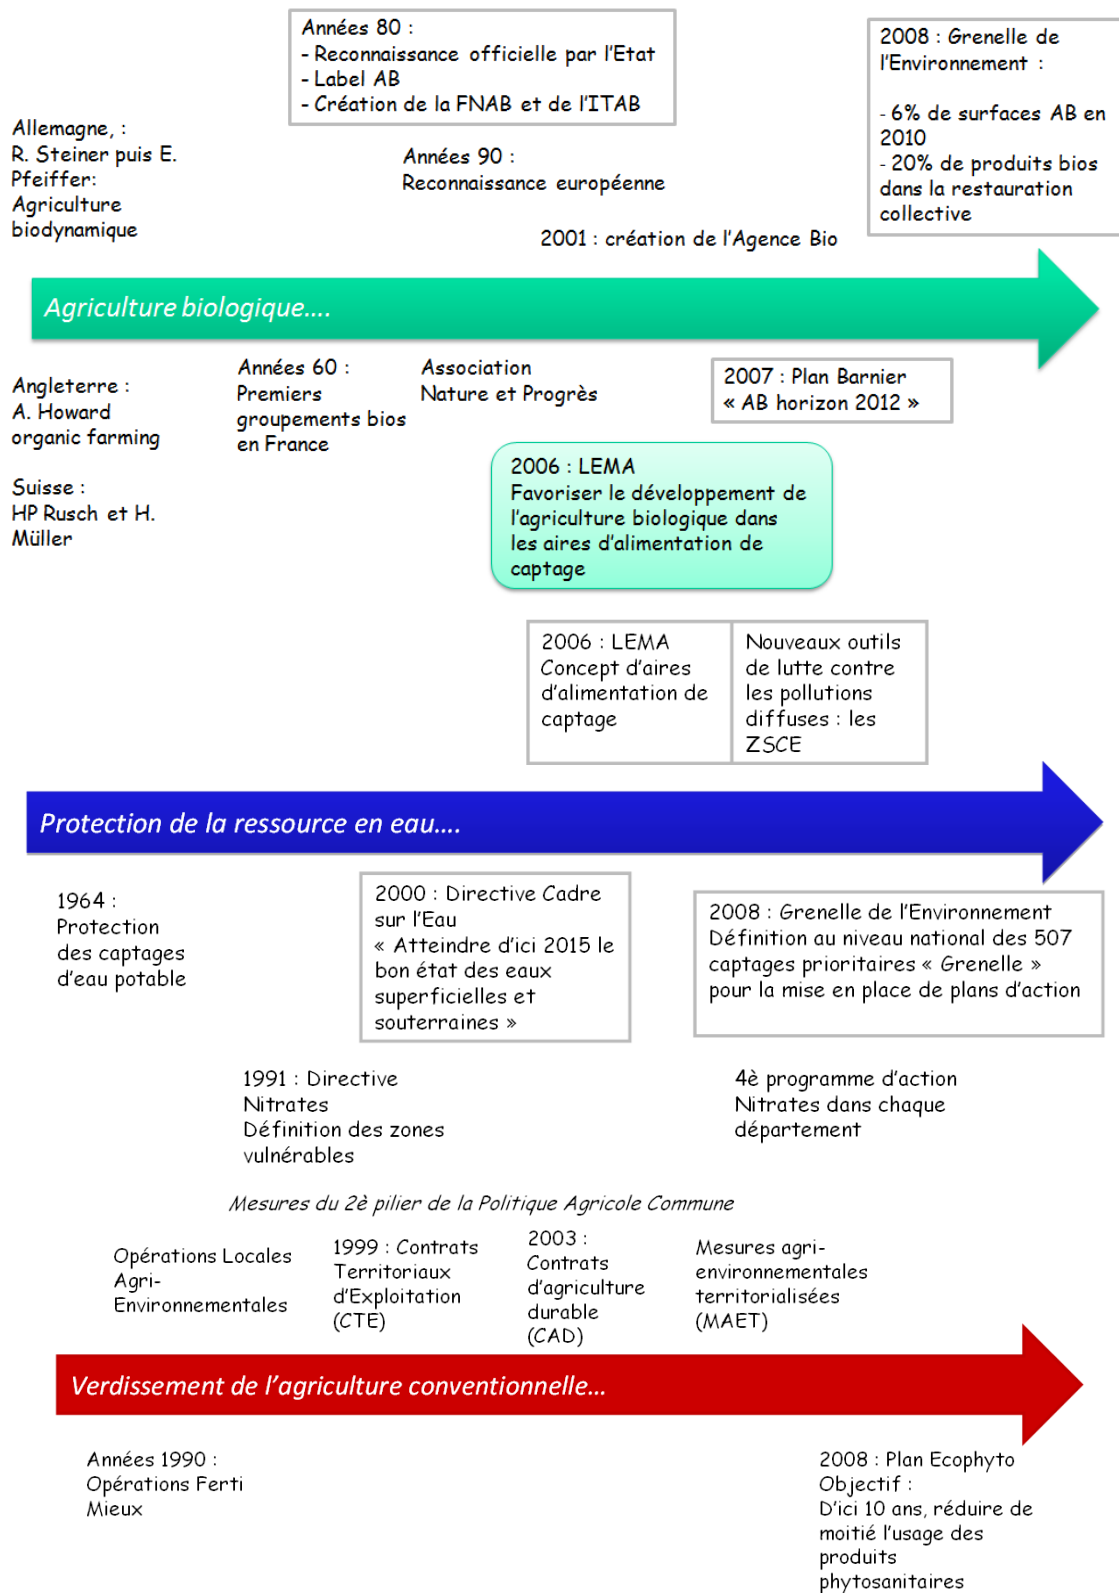 Années 80 :
- Reconnaissance officielle par l'Etat
- Label AB
- Création de la FNAB et de l'ITAB
2008 : Grenelle de
l'Environnement :
- 6% de surfaces AB en
2010
- 20% de produits bios
dans la restauration
collective
Allemagne, :
R. Steiner puis E.
Pfeiffer:
Agriculture
biodynamique
Années 90 :
Reconnaissance européenne
2001 : création de l'Agence Bio
Agriculture biologique....
Angleterre :
A. Howard
organic farming
Suisse :
HP Rusch et H.
Müller
Années 60 :
Premiers
groupements bios
en France
Association
Nature et Progrès
2007 : Plan Barnier
« AB horizon 2012 »
2006 : LEMA
Favoriser le développement de
l'agriculture biologique dans
les aires d'alimentation de
captage
2006 : LEMA
Concept d'aires
d'alimentation de
captage
Nouveaux outils
de lutte contre
les pollutions
diffuses : les
ZSCE
Protection de la ressource en eau....
1964 :
Protection
des captages
d'eau potable
2000 : Directive Cadre
sur l'Eau
« Atteindre d'ici 2015 le
bon état des eaux
superficielles et
souterraines »
2008 : Grenelle de l'Environnement
Définition au niveau national des 507
captages prioritaires « Grenelle »
pour la mise en place de plans d'action
1991 : Directive
Nitrates
Définition des zones
vulnérables
4è programme d'action
Nitrates dans chaque
département
Mesures du 2è pilier de la Politique Agricole Commune
Opérations Locales
Agri-
Environnementales
1999 : Contrats
Territoriaux
d'Exploitation
(CTE)
2003 :
Contrats
d'agriculture
durable
(CAD)
Mesures agri-
environnementales
territorialisées
(MAET)
Verdissement de l'agriculture conventionnelle...
Années 1990 :
Opérations Ferti
Mieux
2008 : Plan Ecophyto
Objectif :
D'ici 10 ans, réduire de
moitié l'usage des
produits
phytosanitaires